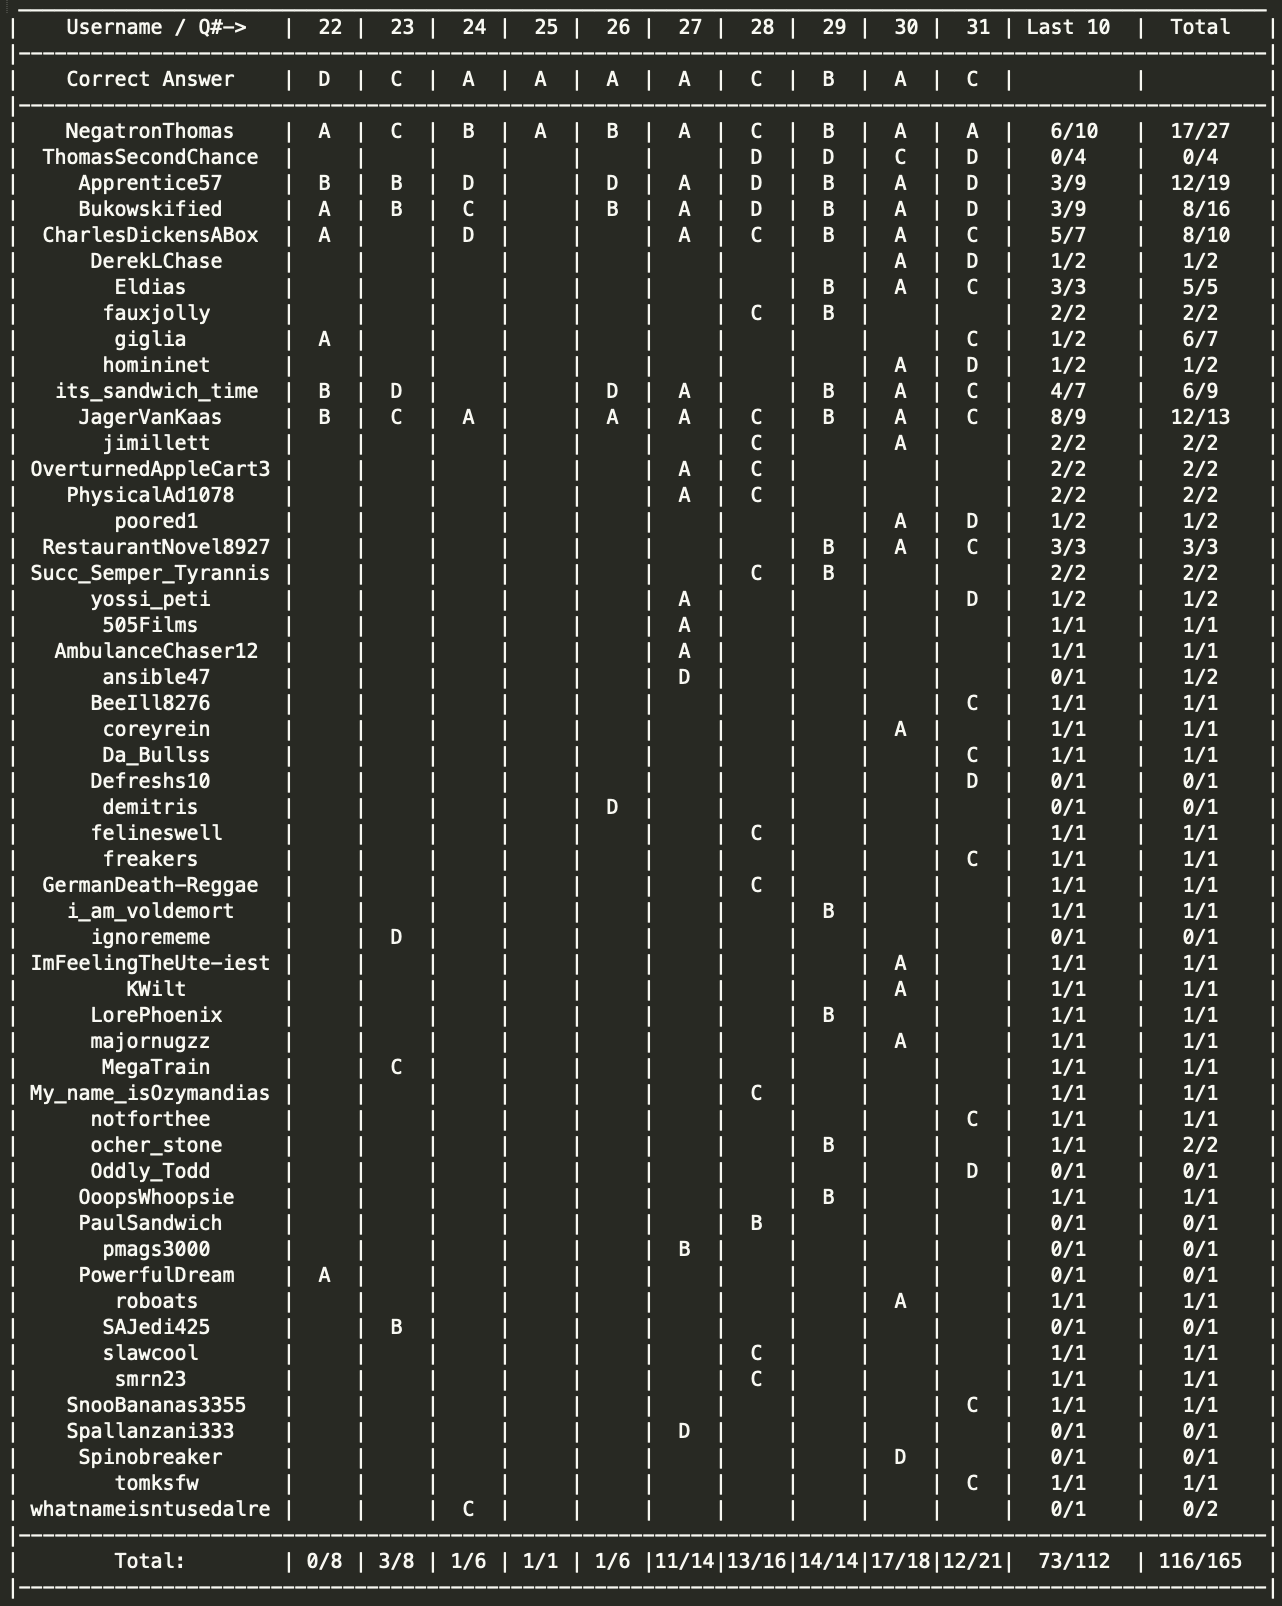 | Username / Q#-> | 22 | 23 | 24 | 25 | 26 | 27 | 28 | 29 | 30 | 31 | Last 10 | Total |
| Correct Answer | D | C | A | A | A | A | C | B | A | C | | |
| NegatronThomas | A | C | B | A | B | A | C | B | A | A | 6/10 | 17/27 |
| ThomasSecondChance | | | | | | | D | D | C | D | 0/4 | 0/4 |
| Apprentice57 | B | B | D | | D | A | D | B | A | D | 3/9 | 12/19 |
| Bukowskified | A | B | C | | B | A | D | B | A | D | 3/9 | 8/16 |
| CharlesDickensABox | A | | D | | | A | C | B | A | C | 5/7 | 8/10 |
| DerekLChase | | | | | | | | | A | D | 1/2 | 1/2 |
| Eldias | | | | | | | | B | A | C | 3/3 | 5/5 |
| fauxjolly | | | | | | | C | B | | | 2/2 | 2/2 |
| giglia | A | | | | | | | | | C | 1/2 | 6/7 |
| homininet | | | | | | | | | A | D | 1/2 | 1/2 |
| its_sandwich_time | B | D | | | D | A | | B | A | C | 4/7 | 6/9 |
| JagerVanKaas | B | C | A | | A | A | C | B | A | C | 8/9 | 12/13 |
| jimillett | | | | | | | C | | A | | 2/2 | 2/2 |
| OverturnedAppleCart3 | | | | | | A | C | | | | 2/2 | 2/2 |
| PhysicalAd1078 | | | | | | A | C | | | | 2/2 | 2/2 |
| poored1 | | | | | | | | | A | D | 1/2 | 1/2 |
| RestaurantNovel8927 | | | | | | | | B | A | C | 3/3 | 3/3 |
| Succ_Semper_Tyrannis | | | | | | | C | B | | | 2/2 | 2/2 |
| yossi_peti | | | | | | A | | | | D | 1/2 | 1/2 |
| 505Films | | | | | | A | | | | | 1/1 | 1/1 |
| AmbulanceChaser12 | | | | | | A | | | | | 1/1 | 1/1 |
| ansible47 | | | | | | D | | | | | 0/1 | 1/2 |
| BeeIll8276 | | | | | | | | | | C | 1/1 | 1/1 |
| coreyrein | | | | | | | | | A | | 1/1 | 1/1 |
| Da_Bullss | | | | | | | | | | C | 1/1 | 1/1 |
| Defreshs10 | | | | | | | | | | D | 0/1 | 0/1 |
| demitris | | | | | D | | | | | | 0/1 | 0/1 |
| felineswell | | | | | | | C | | | | 1/1 | 1/1 |
| freakers | | | | | | | | | | C | 1/1 | 1/1 |
| GermanDeath-Reggae | | | | | | | C | | | | 1/1 | 1/1 |
| i_am_voldemort | | | | | | | | B | | | 1/1 | 1/1 |
| ignorememe | | D | | | | | | | | | 0/1 | 0/1 |
| ImFeelingTheUte-iest | | | | | | | | | A | | 1/1 | 1/1 |
| KWilt | | | | | | | | | A | | 1/1 | 1/1 |
| LorePhoenix | | | | | | | | B | | | 1/1 | 1/1 |
| majornugzz | | | | | | | | | A | | 1/1 | 1/1 |
| MegaTrain | | C | | | | | | | | | 1/1 | 1/1 |
| My_name_isOzymandias | | | | | | | C | | | | 1/1 | 1/1 |
| notforthee | | | | | | | | | | C | 1/1 | 1/1 |
| ocher_stone | | | | | | | | B | | | 1/1 | 2/2 |
| Oddly_Todd | | | | | | | | | | D | 0/1 | 0/1 |
| OoopsWhoopsie | | | | | | | | B | | | 1/1 | 1/1 |
| PaulSandwich | | | | | | | B | | | | 0/1 | 0/1 |
| pmags3000 | | | | | | B | | | | | 0/1 | 0/1 |
| PowerfulDream | A | | | | | | | | | | 0/1 | 0/1 |
| roboats | | | | | | | | | A | | 1/1 | 1/1 |
| SAJedi425 | | B | | | | | | | | | 0/1 | 0/1 |
| slawcool | | | | | | | C | | | | 1/1 | 1/1 |
| smrn23 | | | | | | | C | | | | 1/1 | 1/1 |
| SnooBananas3355 | | | | | | | | | | C | 1/1 | 1/1 |
| Spallanzani333 | | | | | | D | | | | | 0/1 | 0/1 |
| Spinobreaker | | | | | | | | | D | | 0/1 | 0/1 |
| tomksfw | | | | | | | | | | C | 1/1 | 1/1 |
| whatnameisntusedalre | | | C | | | | | | | | 0/1 | 0/2 |
| Total: | 0/8 | 3/8 | 1/6 | 1/1 | 1/6 |11/14|13/16|14/14|17/18|12/21| 73/112 | 116/165 |